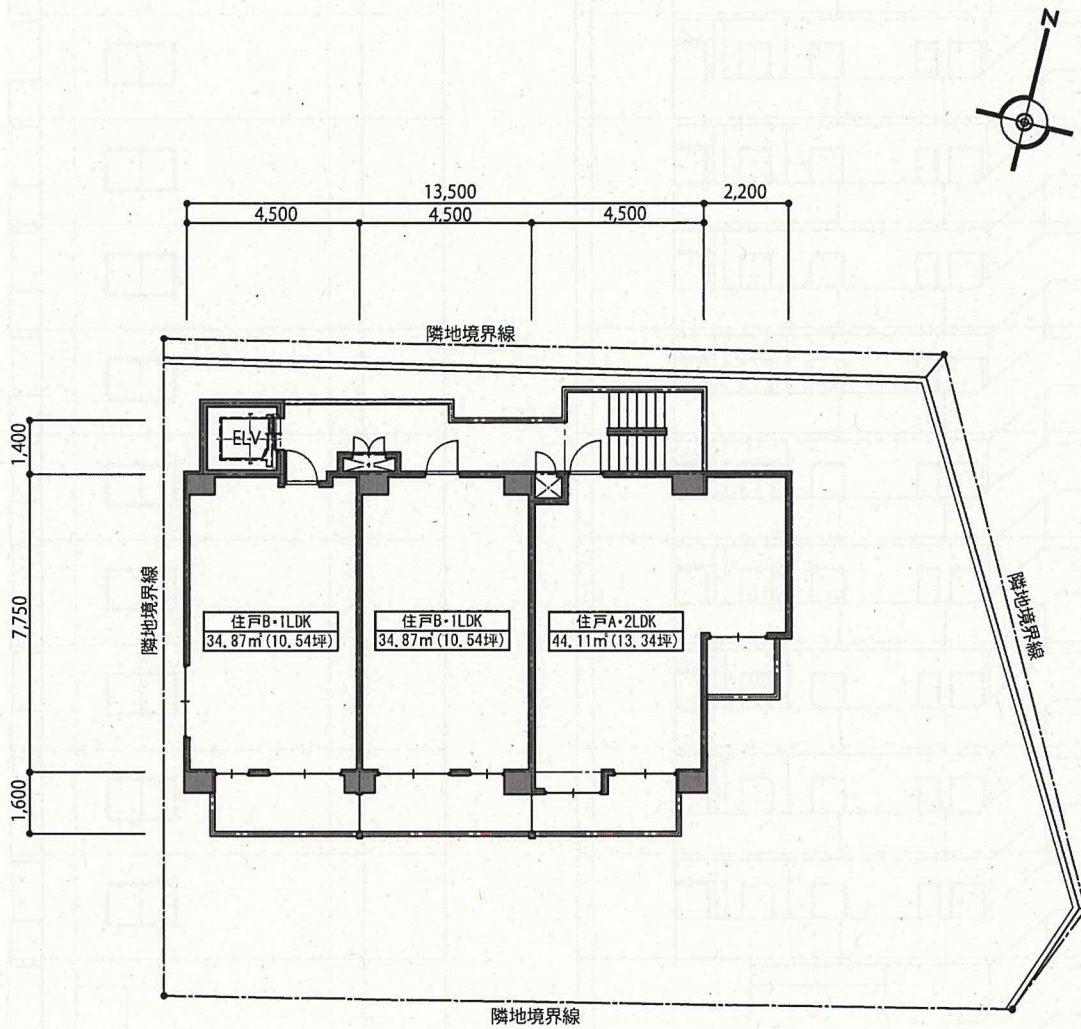 N
13,500
2,200
4,500
4,500
4,500
隣地境界線
1,400
ELV
7,750
隣地境界線
隣地境界線
住戸B・1LDK
34.87㎡(10.54坪)
住戸B・1LDK
34.87㎡(10.54坪)
住戸A・2LDK
44.11㎡(13.34坪)
1,600
隣地境界線